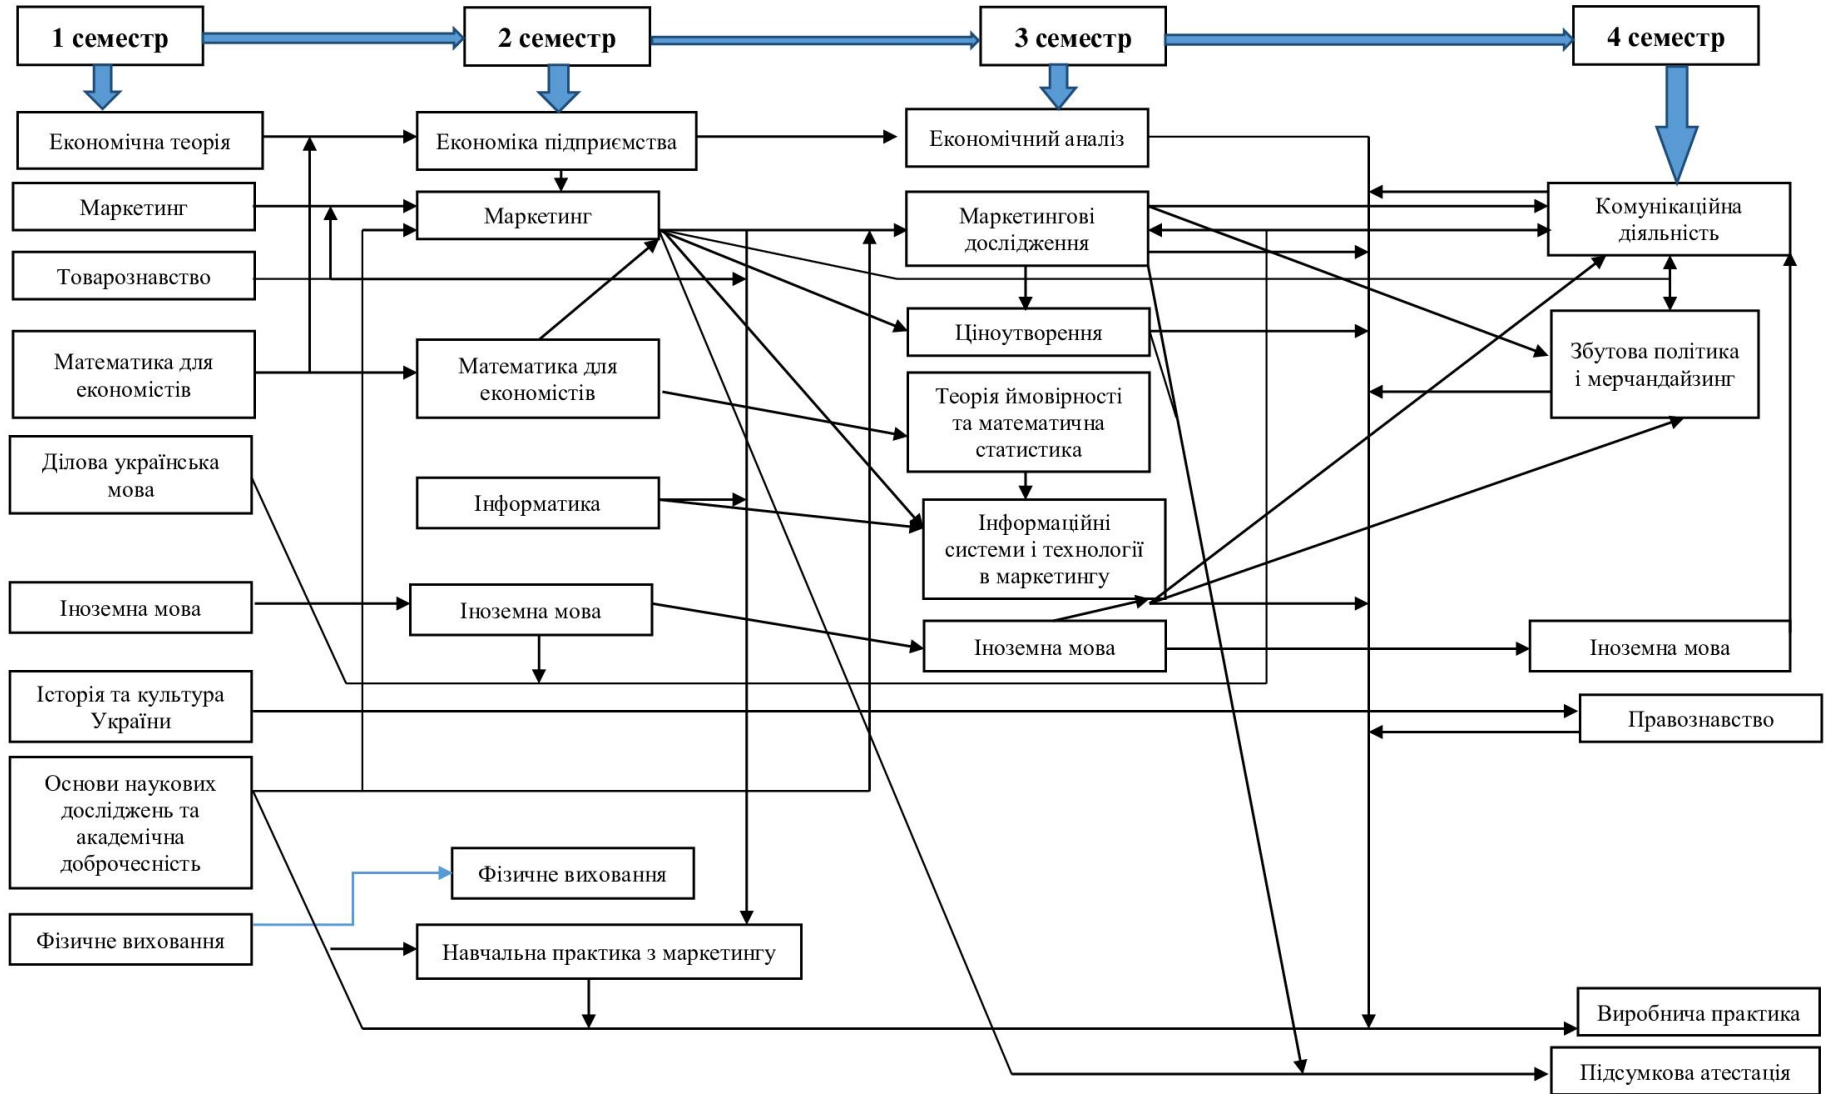 1 семестр
2 семестр
3 семестр
4 семестр
Економічна теорія
Маркетинг
Товарознавство
Математика для
економістів
Ділова українська
мова
Іноземна мова
Історія та культура
України
Основи наукових
досліджень та
академічна
доброчесність
Фізичне виховання
Економіка підприємства
Маркетинг
Математика для
економістів
Інформатика
Іноземна мова
Фізичне виховання
Навчальна практика з маркетингу
Економічний аналіз
Маркетингові
дослідження
Ціноутворення
Теорія ймовірності
та математична
статистика
Інформаційні
системи і технології
в маркетингу
Іноземна мова
Комунікаційна
діяльність
Збутова політика
і мерчандайзинг
Іноземна мова
Правознавство
Виробнича практика
Підсумкова атестація